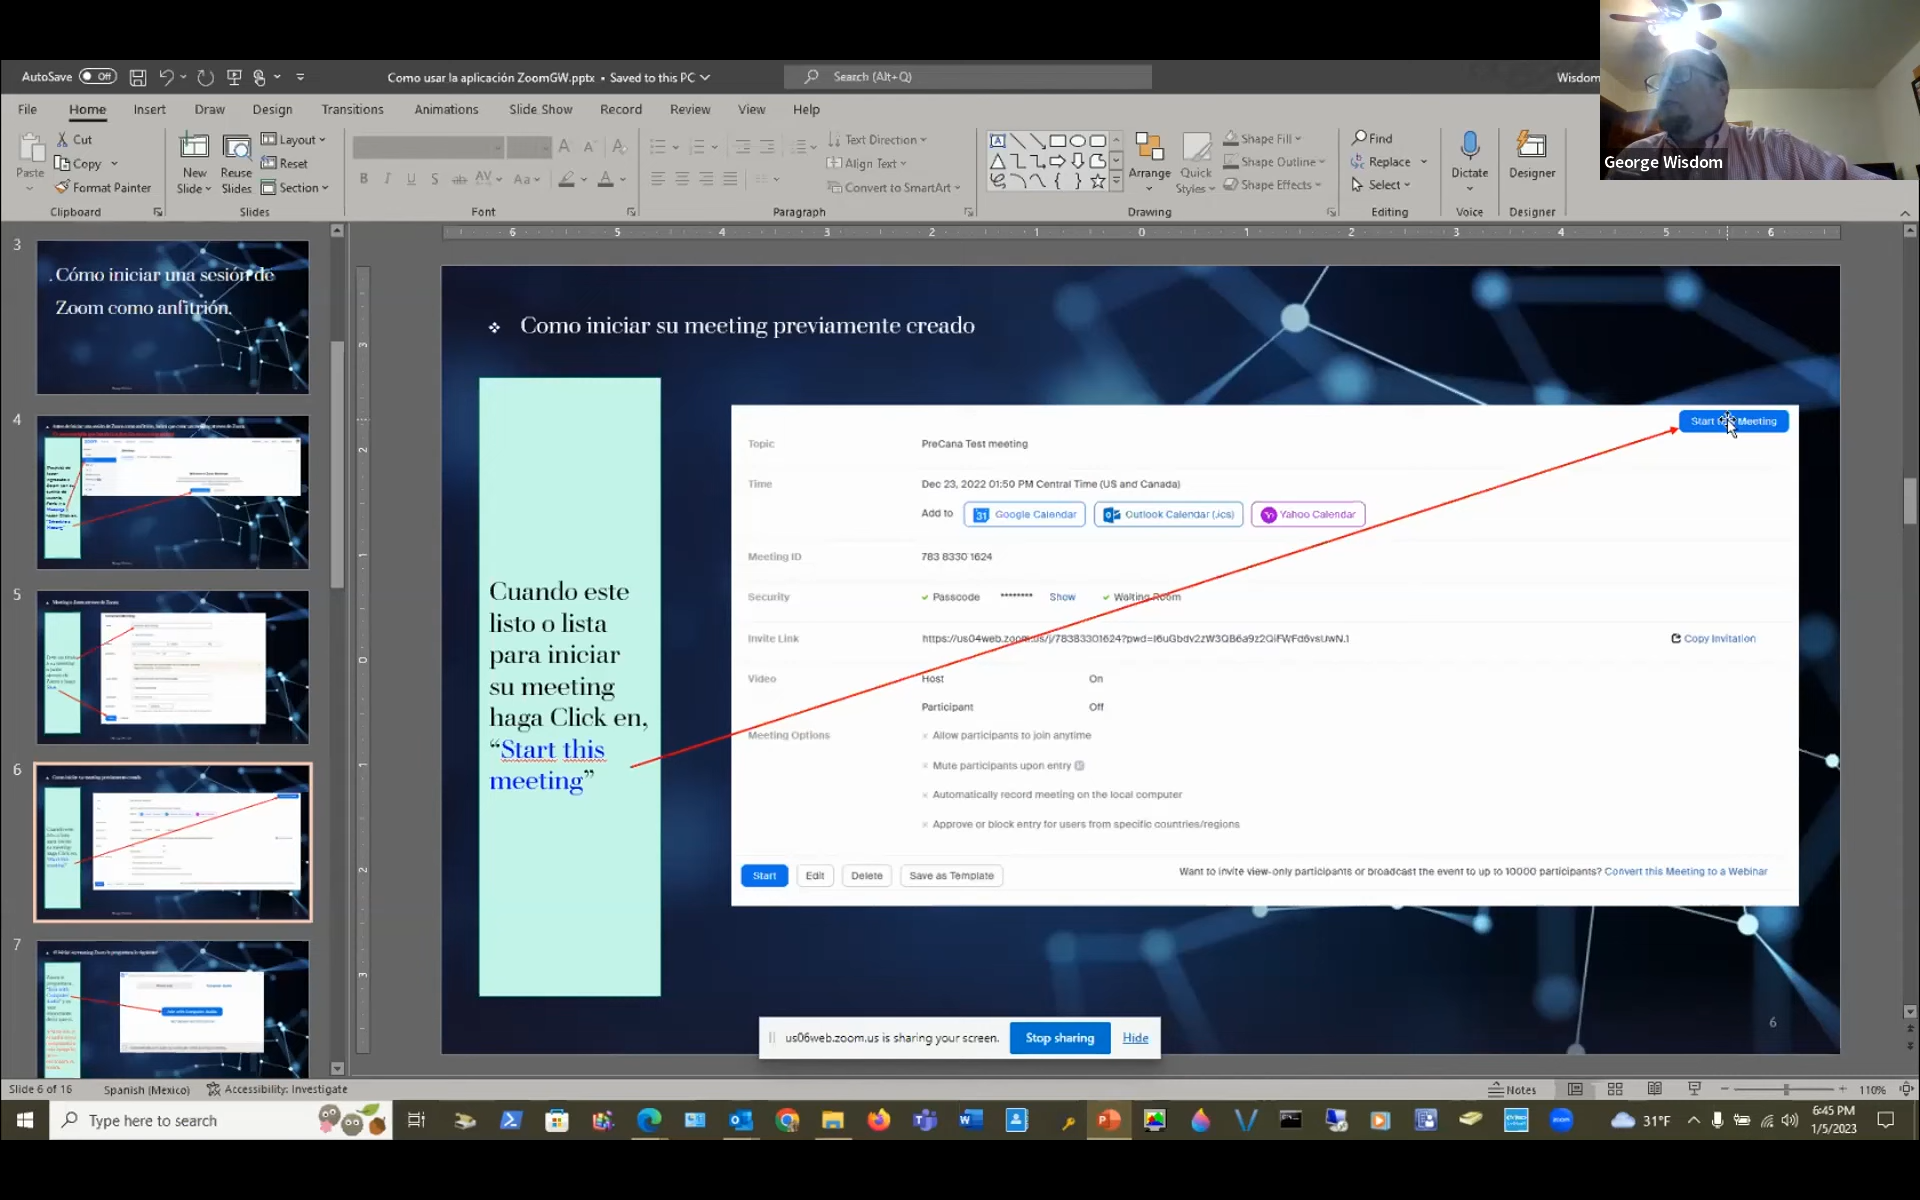 George Wisdom
AutoSave Off
Como usar la aplicación ZoomGW.pptx • Saved to this PC
Search (Alt+Q)
Wisdom
File Home Insert Draw Design Transitions Animations Slide Show Record Review View Help
Paste
Cut
Copy
Format Painter
Clipboard
New Slide
Reuse Slides
Layout
Reset
Section
Slides
Font
Text Direction
Align Text
Convert to SmartArt
Paragraph
Arrange
Quick Styles
Shape Fill
Shape Outline
Shape Effects
Drawing
Find
Replace
Select
Editing
Dictate
Voice
Designer
Designer
3
. Cómo iniciar una sesión de
Zoom como anfitrión.
4
5
6
7
Como iniciar su meeting previamente creado
Cuando este
listo o lista
para iniciar
su meeting
haga Click en,
“Start this
meeting”
Meeting
Topic PreCana Test meeting
Time Dec 23, 2022 01:50 PM Central Time (US and Canada)
Add to Google Calendar Outlook Calendar (.ics) Yahoo Calendar
Meeting ID 783 8330 1624
Security Passcode ******** Show Waiting Room
Invite Link
Copy Invitation
Video Host On
Participant Off
Meeting Options Allow participants to join anytime
Mute participants upon entry
Automatically record meeting on the local computer
Approve or block entry for users from specific countries/regions
Start Edit Delete Save as Template
Want to invite view-only participants or broadcast the event to up to 10000 participants? Convert this Meeting to a Webinar
6
us06web.zoom.us is sharing your screen. Stop sharing Hide
Slide 6 of 16 Spanish (Mexico) Accessibility: Investigate Notes 110%
Type here to search
31°F
6:45 PM
1/5/2023